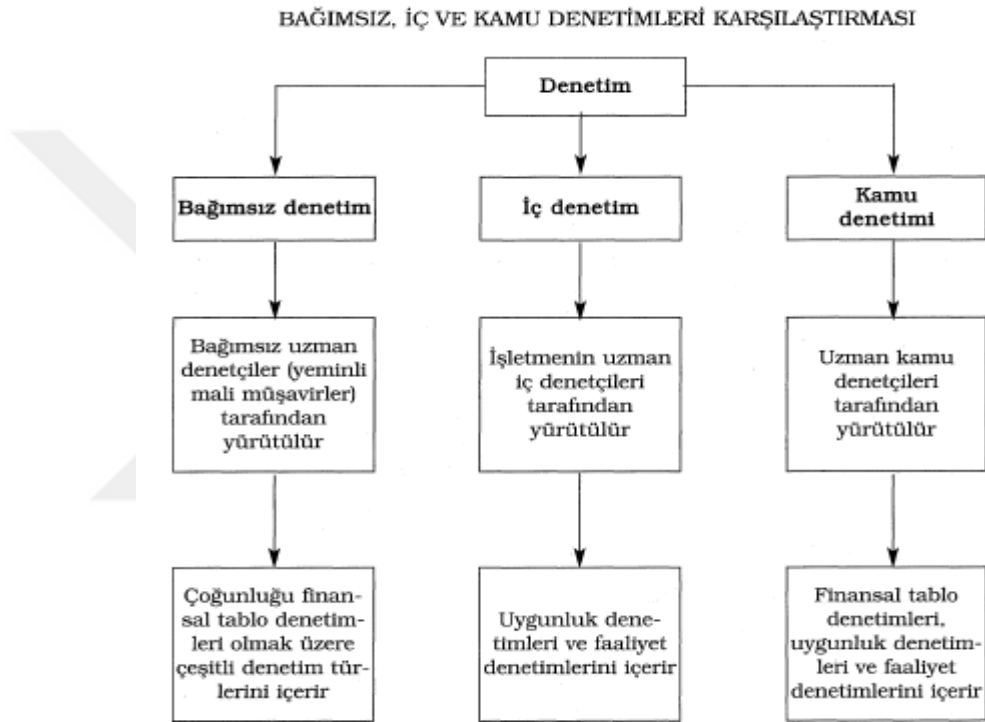 BAĞIMSIZ, İÇ VE KAMU DENETİMLERİ KARŞILAŞTIRMASI
Denetim
Bağımsız denetim
İç denetim
Kamu
denetimi
Bağımsız uzman
denetçiler (yeminli
mali müşavirler)
tarafından
yürütülür
İşletmenin uzman
iç denetçileri
tarafından
yürütülür
Uzman kamu
denetçileri
tarafından
yürütülür
Çoğunluğu finan-
sal tablo denetim-
leri olmak üzere
çeşitli denetim tür-
lerini içerir
Uygunluk dene-
timleri ve faaliyet
denetimlerini içerir
Finansal tablo
denetimleri,
uygunluk denetim-
leri ve faaliyet
denetimlerini içerir